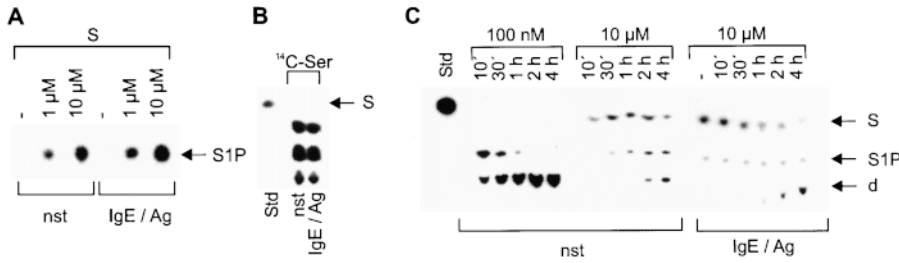 A
S
- 1 µM 10 µM - 1 µM 10 µM
S1P
nst IgE / Ag
B
¹⁴C-Ser
S
Std nst IgE / Ag
C
100 nM 10 µM 10 µM
Std 10´ 30´ 1 h 2 h 4 h 10´ 30´ 1 h 2 h 4 h - 10´ 30´ 1 h 2 h 4 h
S
S1P
d
nst IgE / Ag